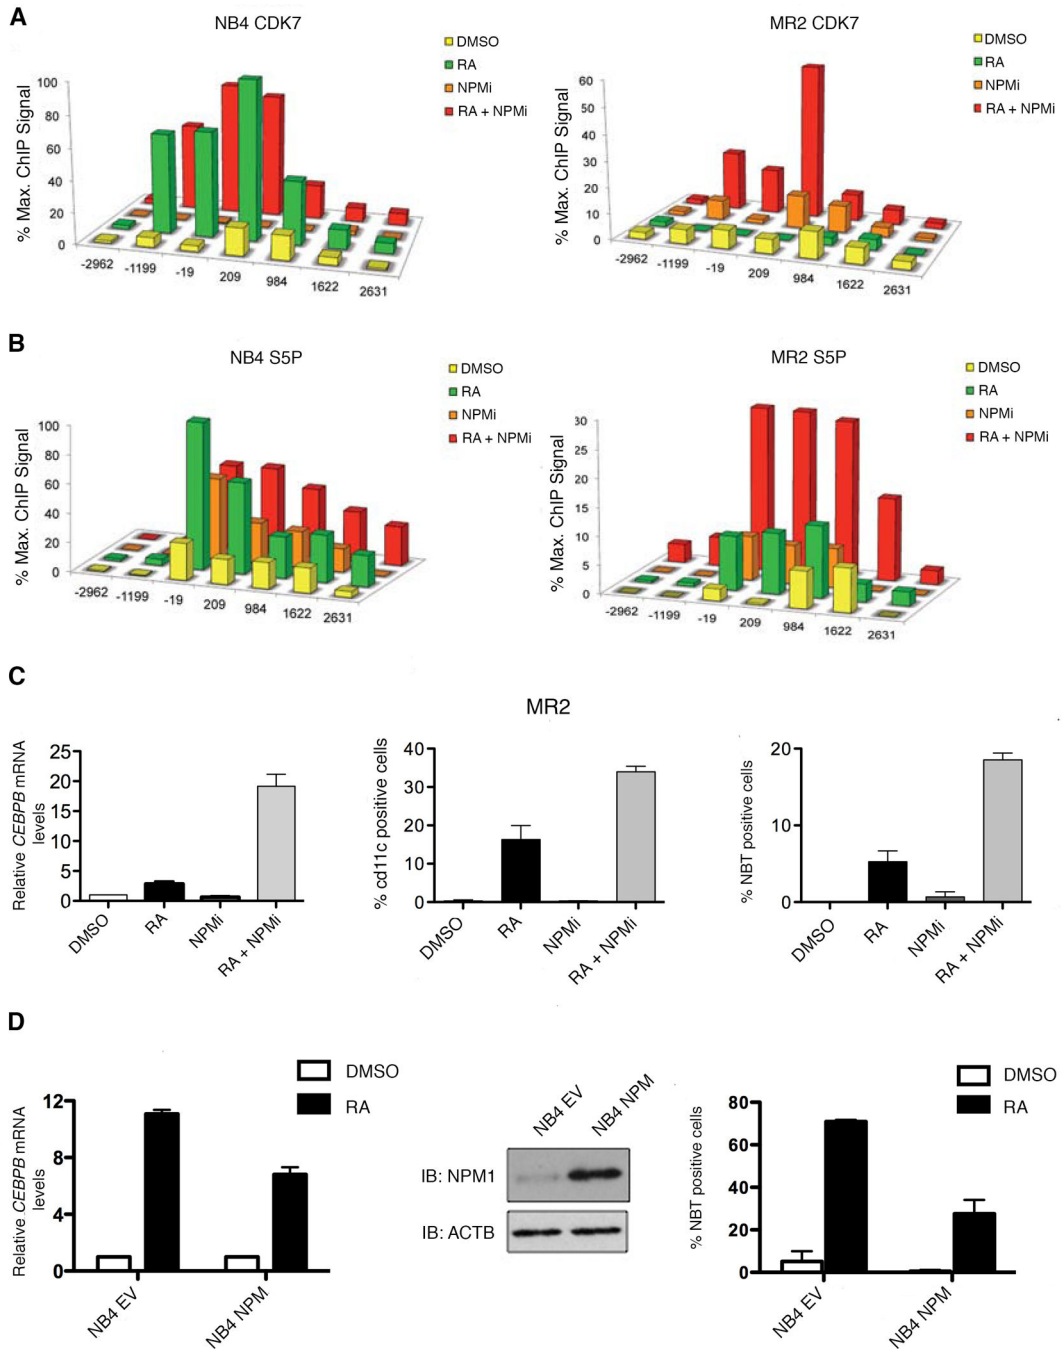 A
NB4 CDK7
% Max. ChIP Signal
100
80
60
40
20
0
-2962
-1199
-19
209
984
1622
2631
DMSO
RA
NPMi
RA + NPMi
MR2 CDK7
% Max. ChIP Signal
60
50
40
30
20
10
0
-2962
-1199
-19
209
984
1622
2631
DMSO
RA
NPMi
RA + NPMi
B
NB4 S5P
% Max. ChIP Signal
100
80
60
40
20
0
-2962
-1199
-19
209
984
1622
2631
DMSO
RA
NPMi
RA + NPMi
MR2 S5P
% Max. ChIP Signal
30
25
20
15
10
5
0
-2962
-1199
-19
209
984
1622
2631
DMSO
RA
NPMi
RA + NPMi
C
MR2
Relative CEBPB mRNA
levels
25
20
15
10
5
0
DMSO
RA
NPMi
RA + NPMi
% cd11c positive cells
40
30
20
10
0
DMSO
RA
NPMi
RA + NPMi
% NBT positive cells
20
10
0
DMSO
RA
NPMi
RA + NPMi
D
Relative CEBPB mRNA
levels
12
8
4
0
NB4 EV
NB4 NPM
DMSO
RA
NB4 EV
NB4 NPM
IB: NPM1
IB: ACTB
% NBT positive cells
80
60
40
20
0
NB4 EV
NB4 NPM
DMSO
RA